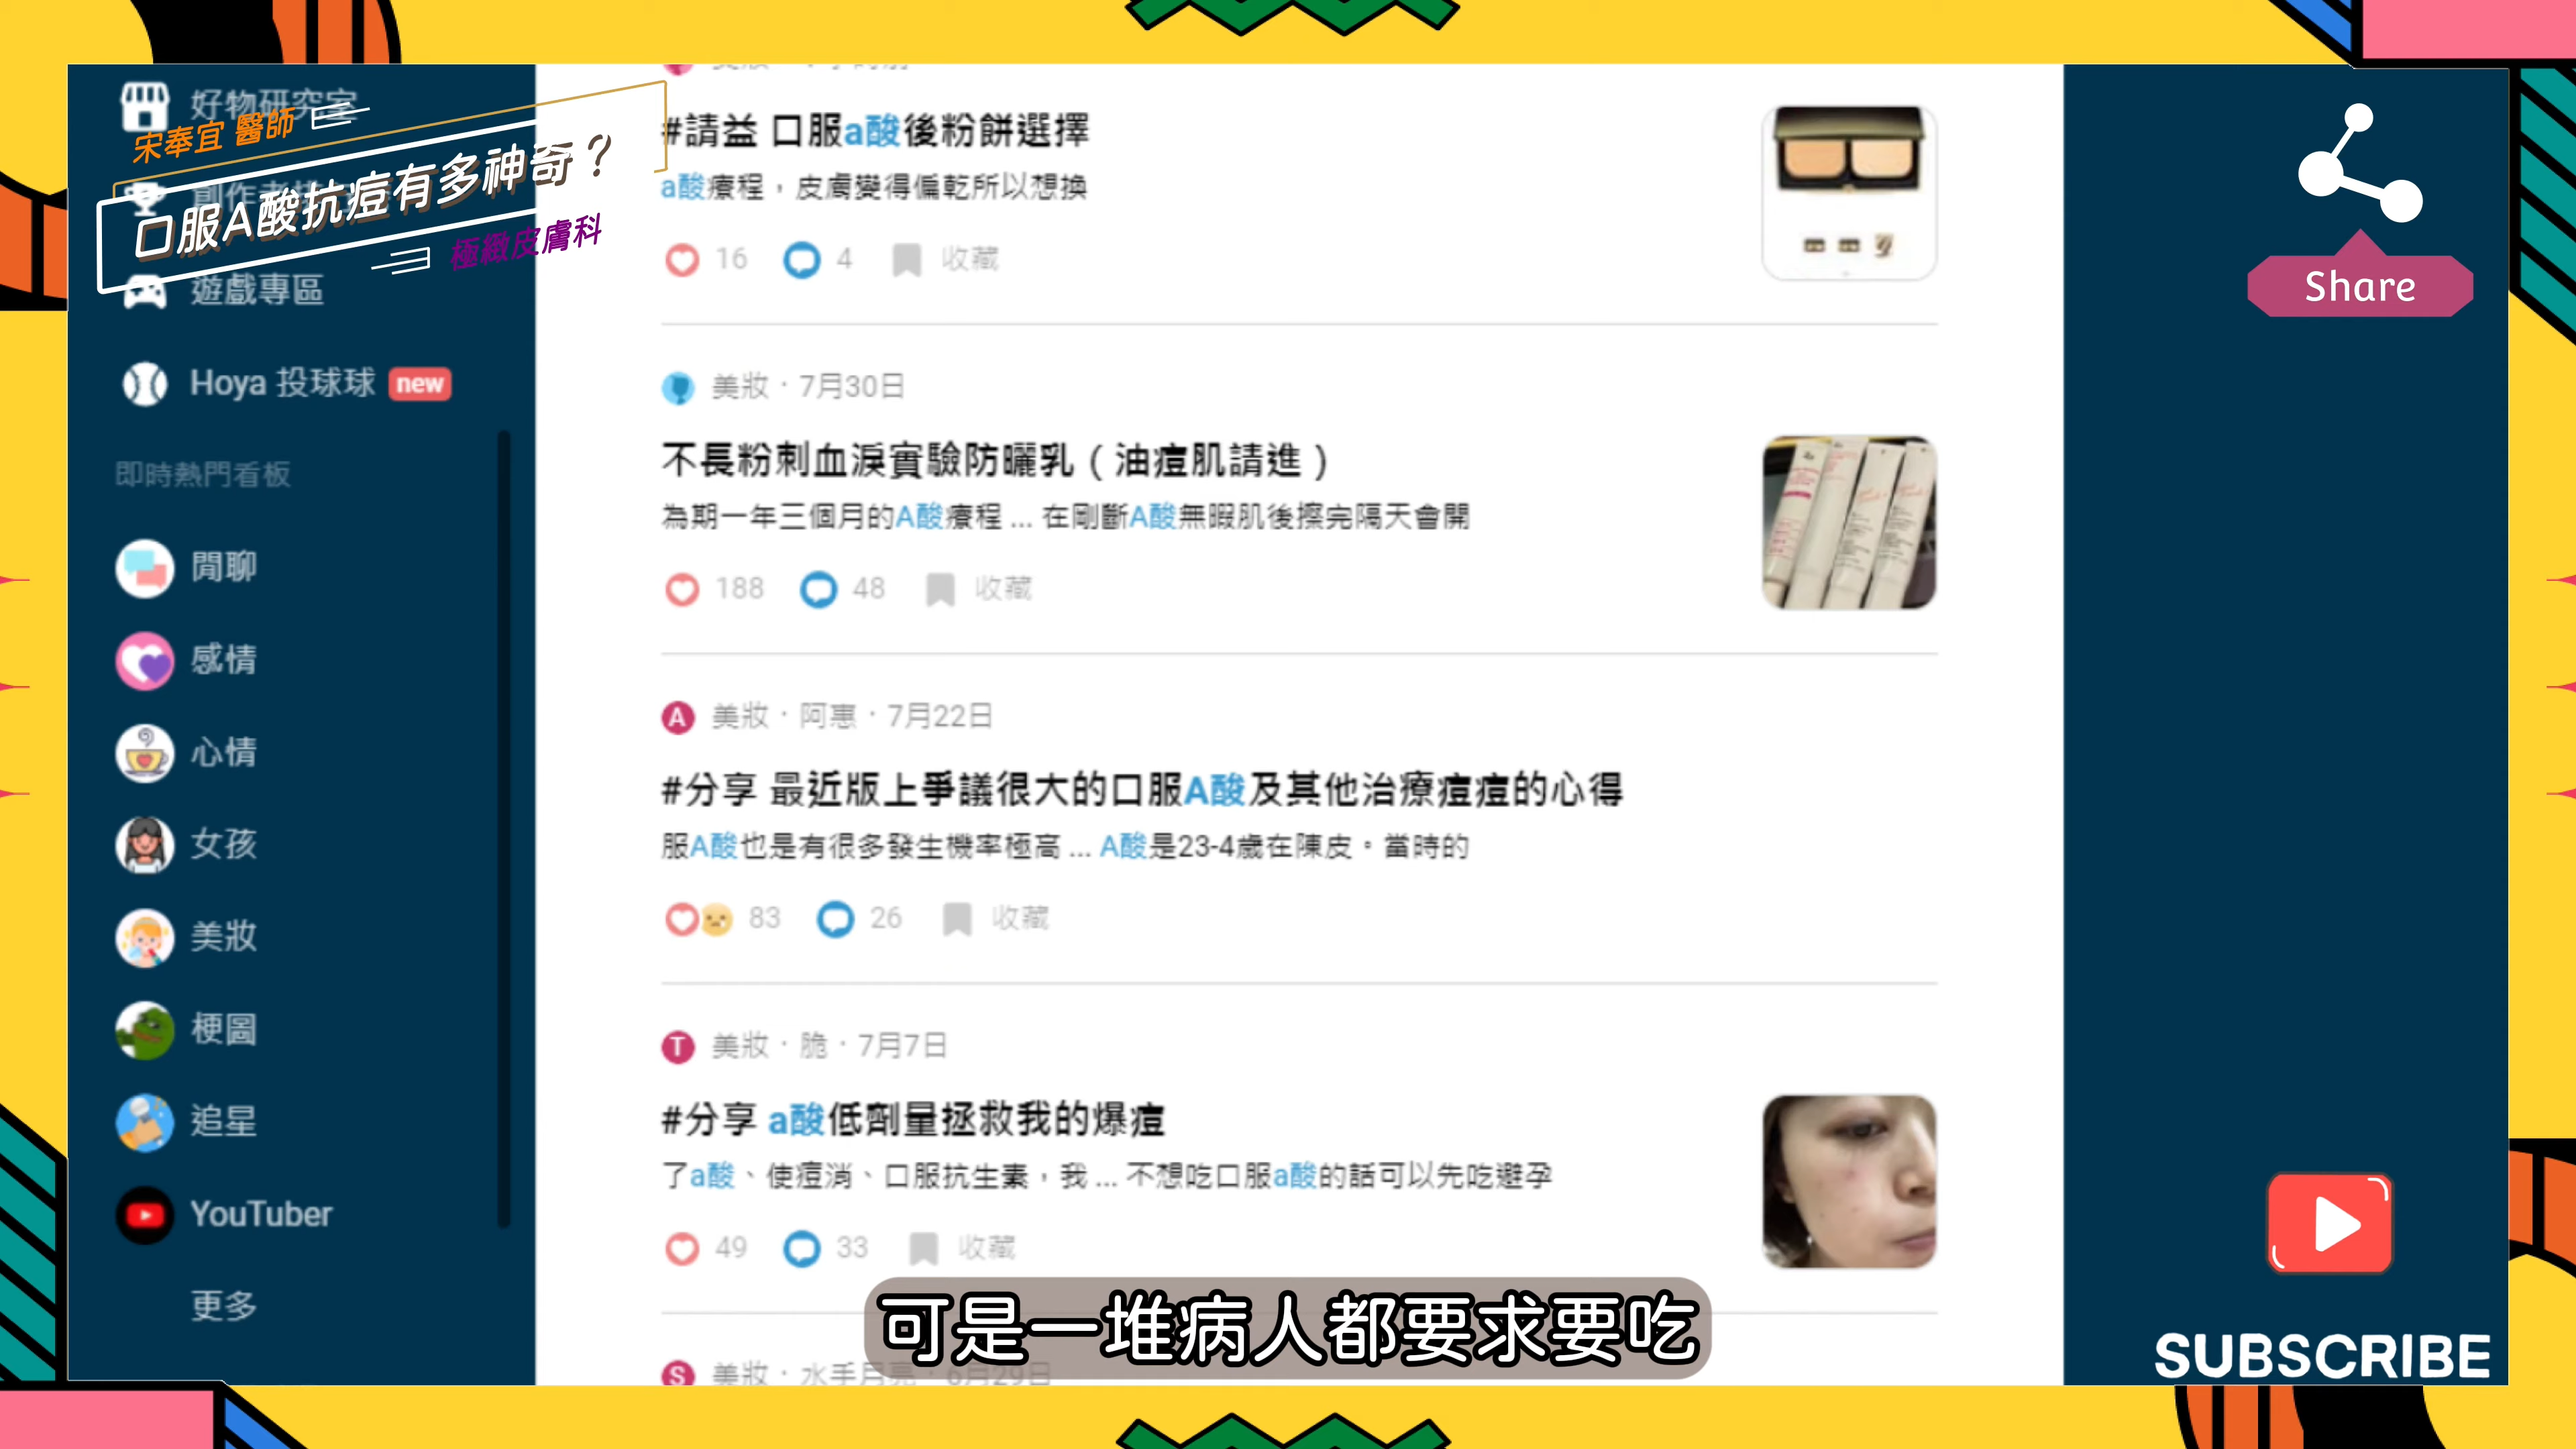 好物研究室
宋奉宜 醫師
口服A酸抗痘有多神奇？
極緻皮膚科
遊戲專區
Hoya 投球球 new
即時熱門看板
閒聊
感情
心情
女孩
美妝
梗圖
追星
YouTuber
更多
#請益 口服a酸後粉餅選擇
a酸療程，皮膚變得偏乾所以想換
16 4 收藏
美妝・7月30日
不長粉刺血淚實驗防曬乳（油痘肌請進）
為期一年三個月的A酸療程 ... 在剛斷A酸無暇肌後擦完隔天會開
188 48 收藏
A 美妝・阿惠・7月22日
#分享 最近版上爭議很大的口服A酸及其他治療痘痘的心得
服A酸也是有很多發生機率極高 ... A酸是23-4歲在陳皮。當時的
83 26 收藏
T 美妝・脆・7月7日
#分享 a酸低劑量拯救我的爆痘
了a酸、使痘消、口服抗生素，我 ... 不想吃口服a酸的話可以先吃避孕
49 33 收藏
可是一堆病人都要求要吃
S 美妝・水手月亮・6月29日
Share
SUBSCRIBE